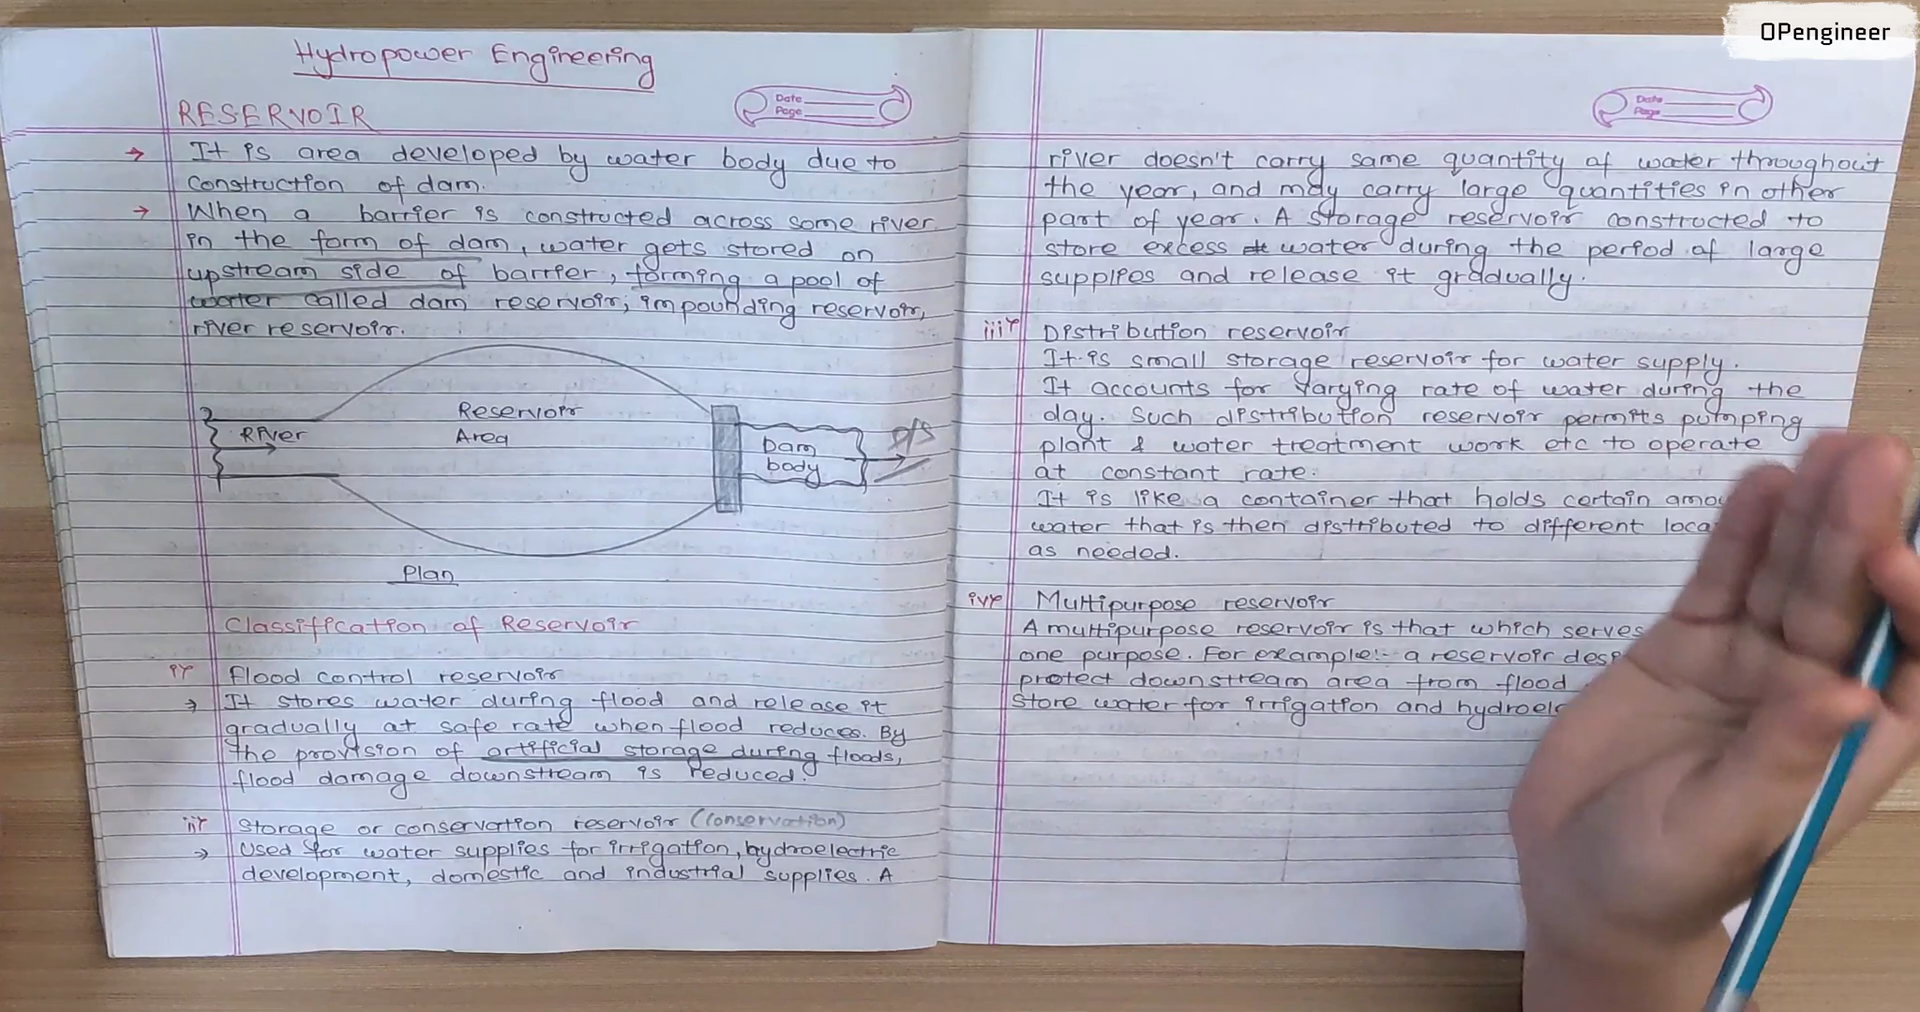 OPengineer
Hydropower Engineering
RESERVOIR
Date
Page
→ It is area developed by water body due to
construction of dam.
→ When a barrier is constructed across some river
in the form of dam, water gets stored on
upstream side of barrier, forming a pool of
water called dam reservoir, impounding reservoir,
river reservoir.
Reservoir
Area
River
Dam
body
D/S
Plan
Classification of Reservoir
i) Flood control reservoir
→ It stores water during flood and release it
gradually at safe rate when flood reduces. By
the provision of artificial storage during floods,
flood damage downstream is reduced.
ii) Storage or conservation reservoir (Conservation)
→ Used for water supplies for irrigation, hydroelectric
development, domestic and industrial supplies. A
Date
Page
river doesn't carry same quantity of water throughout
the year, and may carry large quantities in other
part of year. A storage reservoir constructed to
store excess water during the period of large
supplies and release it gradually.
iii) Distribution reservoir
It is small storage reservoir for water supply.
It accounts for varying rate of water during the
day. Such distribution reservoir permits pumping
plant & water treatment work etc to operate
at constant rate.
It is like a container that holds certain
water that is then distributed to different
as needed.
iv) Multipurpose reservoir
A multipurpose reservoir is that which serves
one purpose. For example:- a reservoir
protect downstream area from flood
store water for irrigation and